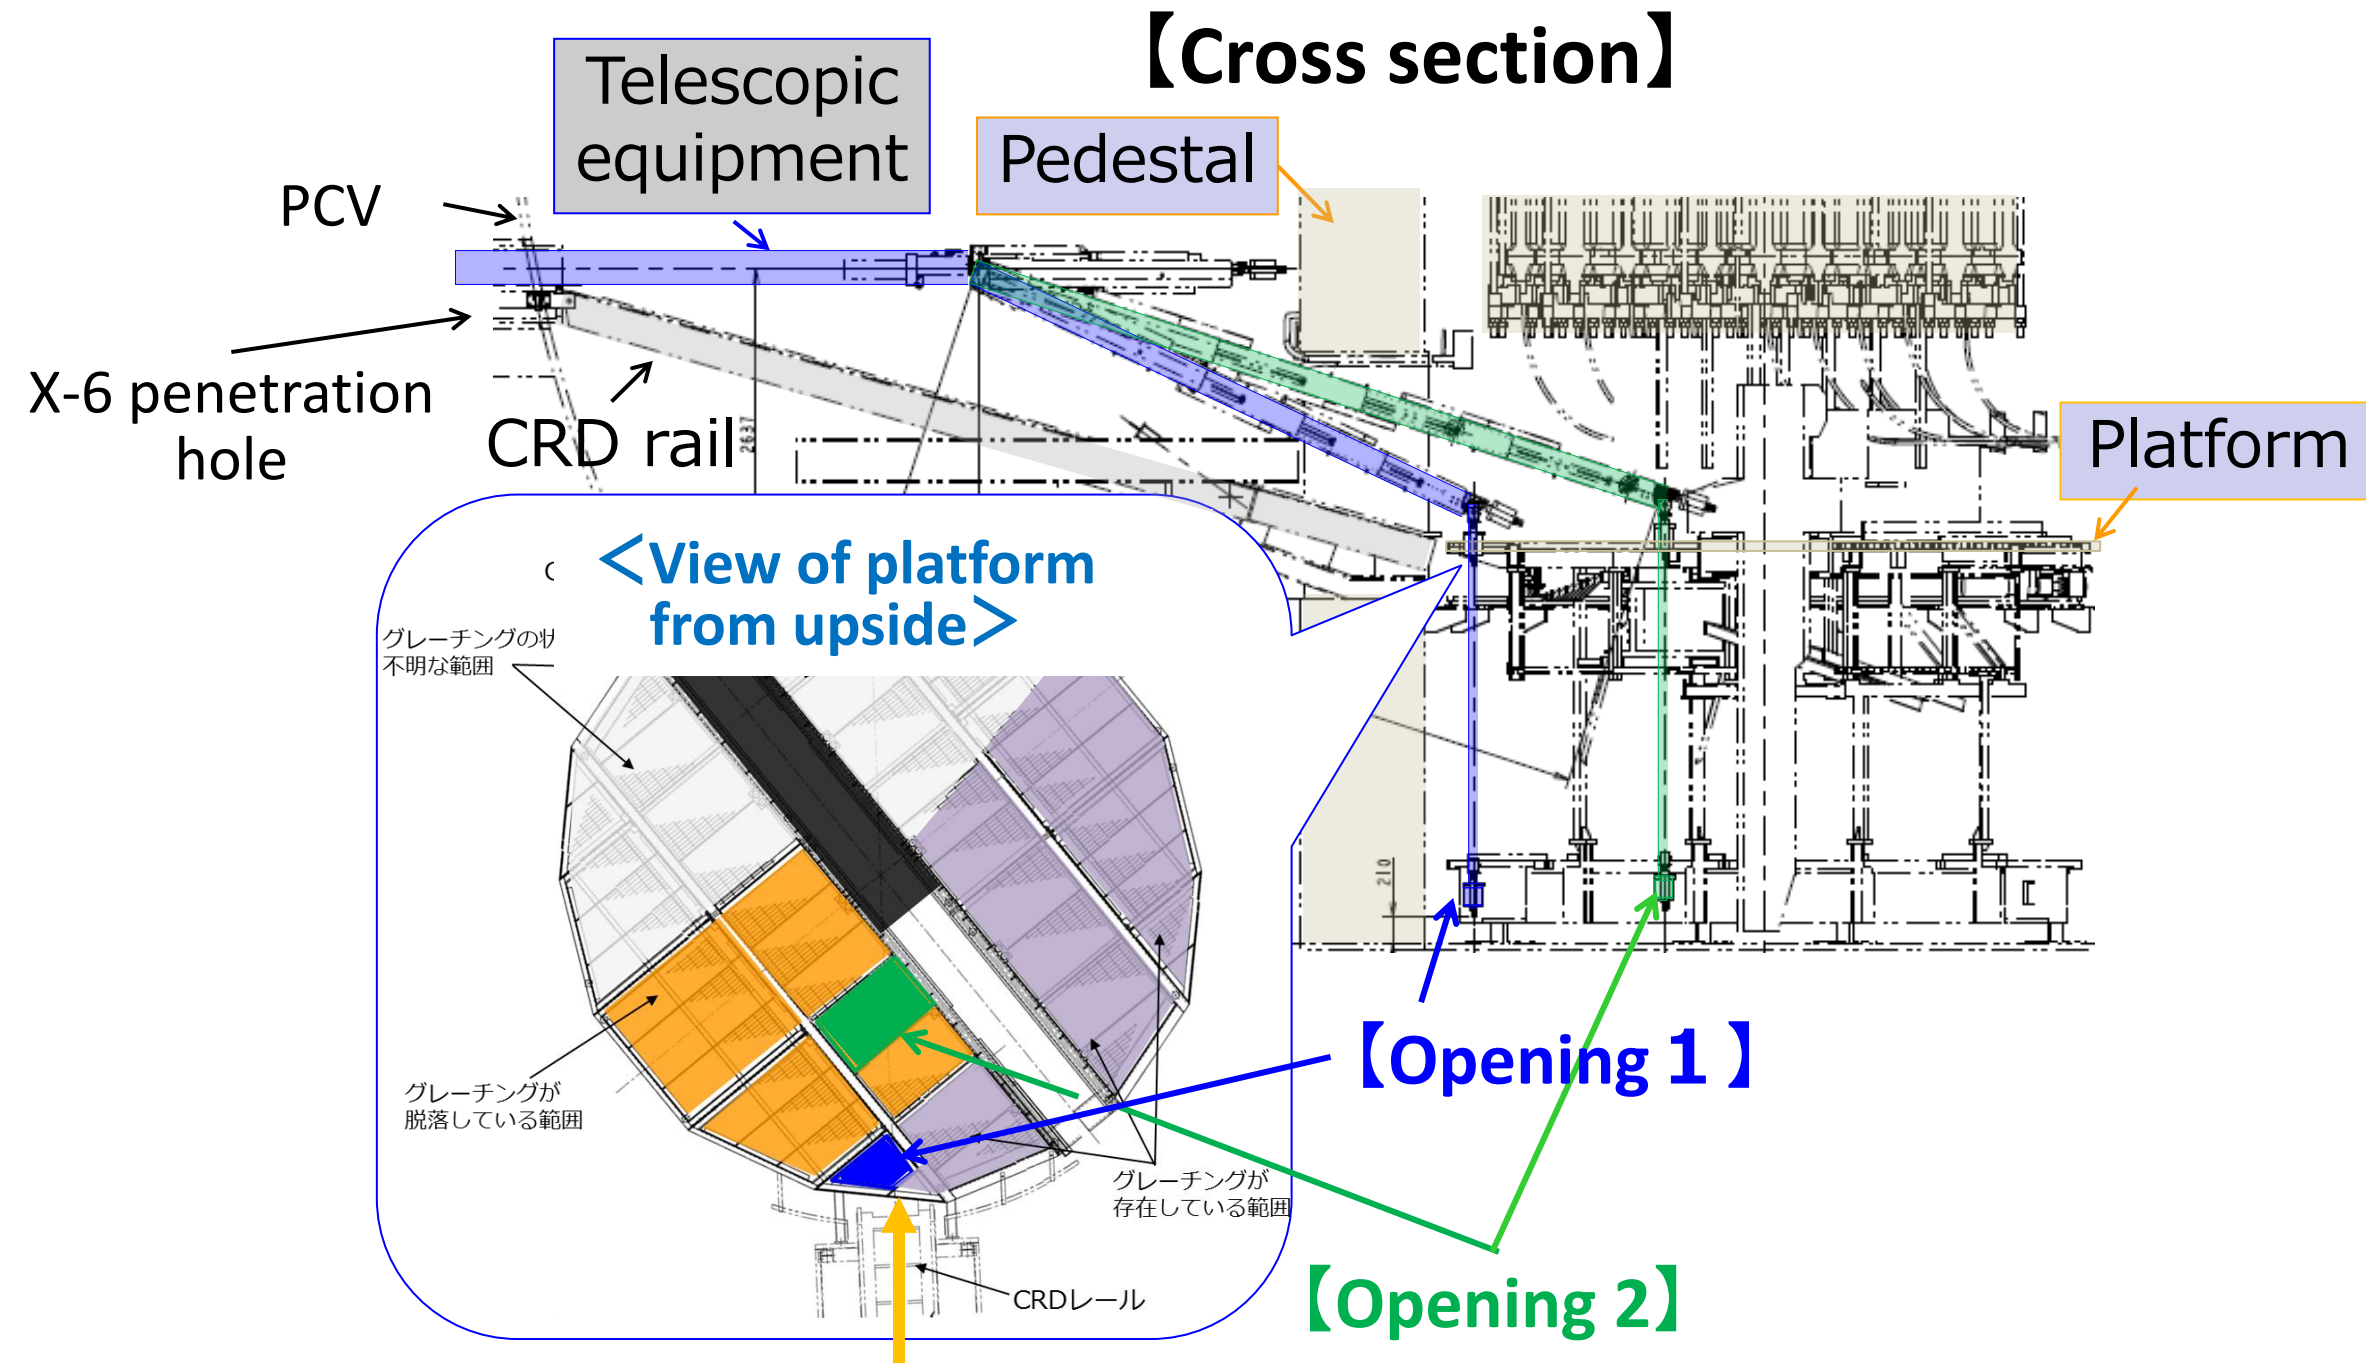 【Cross section】
Telescopic
equipment
Pedestal
PCV
X-6 penetration
hole
CRD rail
2637
Platform
＜View of platform
from upside＞
グレーチングの
不明な範囲
グレーチングが
脱落している範囲
グレーチングが
存在している範囲
CRDレール
210
【Opening 1 】
【Opening 2】